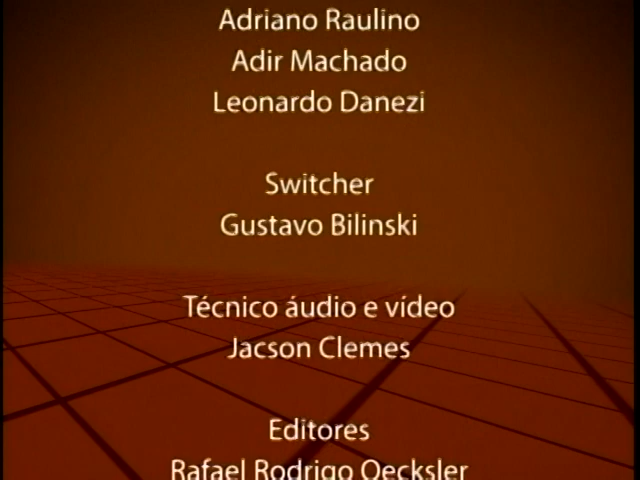 Adriano Raulino
Adir Machado
Leonardo Danezi
Switcher
Gustavo Bilinski
Técnico áudio e vídeo
Jacson Clemes
Editores
Rafael Rodrigo Oecksler